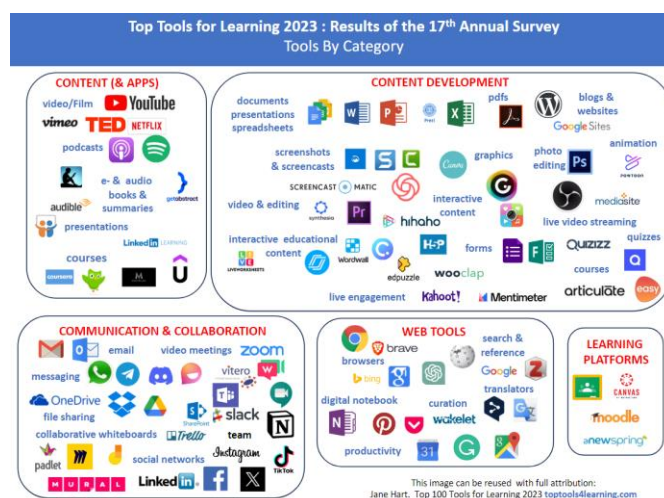 Top Tools for Learning 2023 : Results of the 17th Annual Survey
Tools By Category
CONTENT (& APPS)
video/Film
YouTube
vimeo
TED
NETFLIX
podcasts
audible
e- & audio
books &
summaries
getabstract
presentations
LinkedIn LEARNING
courses
CONTENT DEVELOPMENT
documents
presentations
spreadsheets
Prezi
pdfs
blogs &
websites
Google Sites
screenshots
& screencasts
Canva
graphics
photo
editing
Ps
animation
POWTOON
SCREENCAST O MATIC
video & editing
synthesia
Pr
hihaho
interactive
content
mediasite
live video streaming
interactive educational
content
LIVEWORKSHEETS
Wordwall
H-P
edpuzzle
wooclap
forms
Quizizz
quizzes
courses
live engagement
Kahoot!
Mentimeter
articulate
easy
COMMUNICATION & COLLABORATION
email
video meetings
zoom
messaging
vitero
OneDrive
file sharing
SharePoint
slack
collaborative whiteboards
Trello
team
padlet
social networks
Instagram
TikTok
MURAL
LinkedIn
WEB TOOLS
brave
browsers
bing
search &
reference
Google
translators
digital notebook
curation
wakelet
productivity
31
LEARNING
PLATFORMS
CANVAS
moodle
anewspring
This image can be reused with full attribution:
Jane Hart. Top 100 Tools for Learning 2023 toptools4learning.com